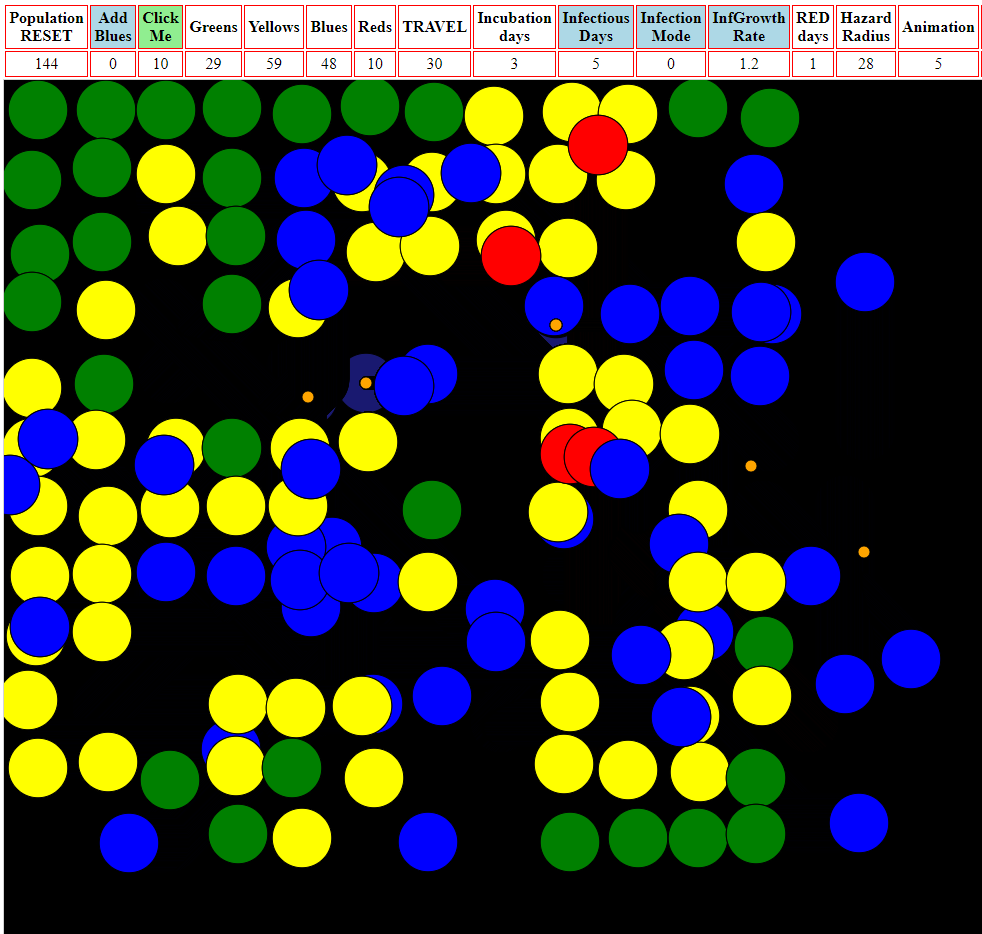 Population RESET Add Blues Click Me Greens Yellows Blues Reds TRAVEL Incubation days Infectious Days Infection Mode InfGrowth Rate RED days Hazard Radius Animation
144 0 10 29 59 48 10 30 3 5 0 1.2 1 28 5